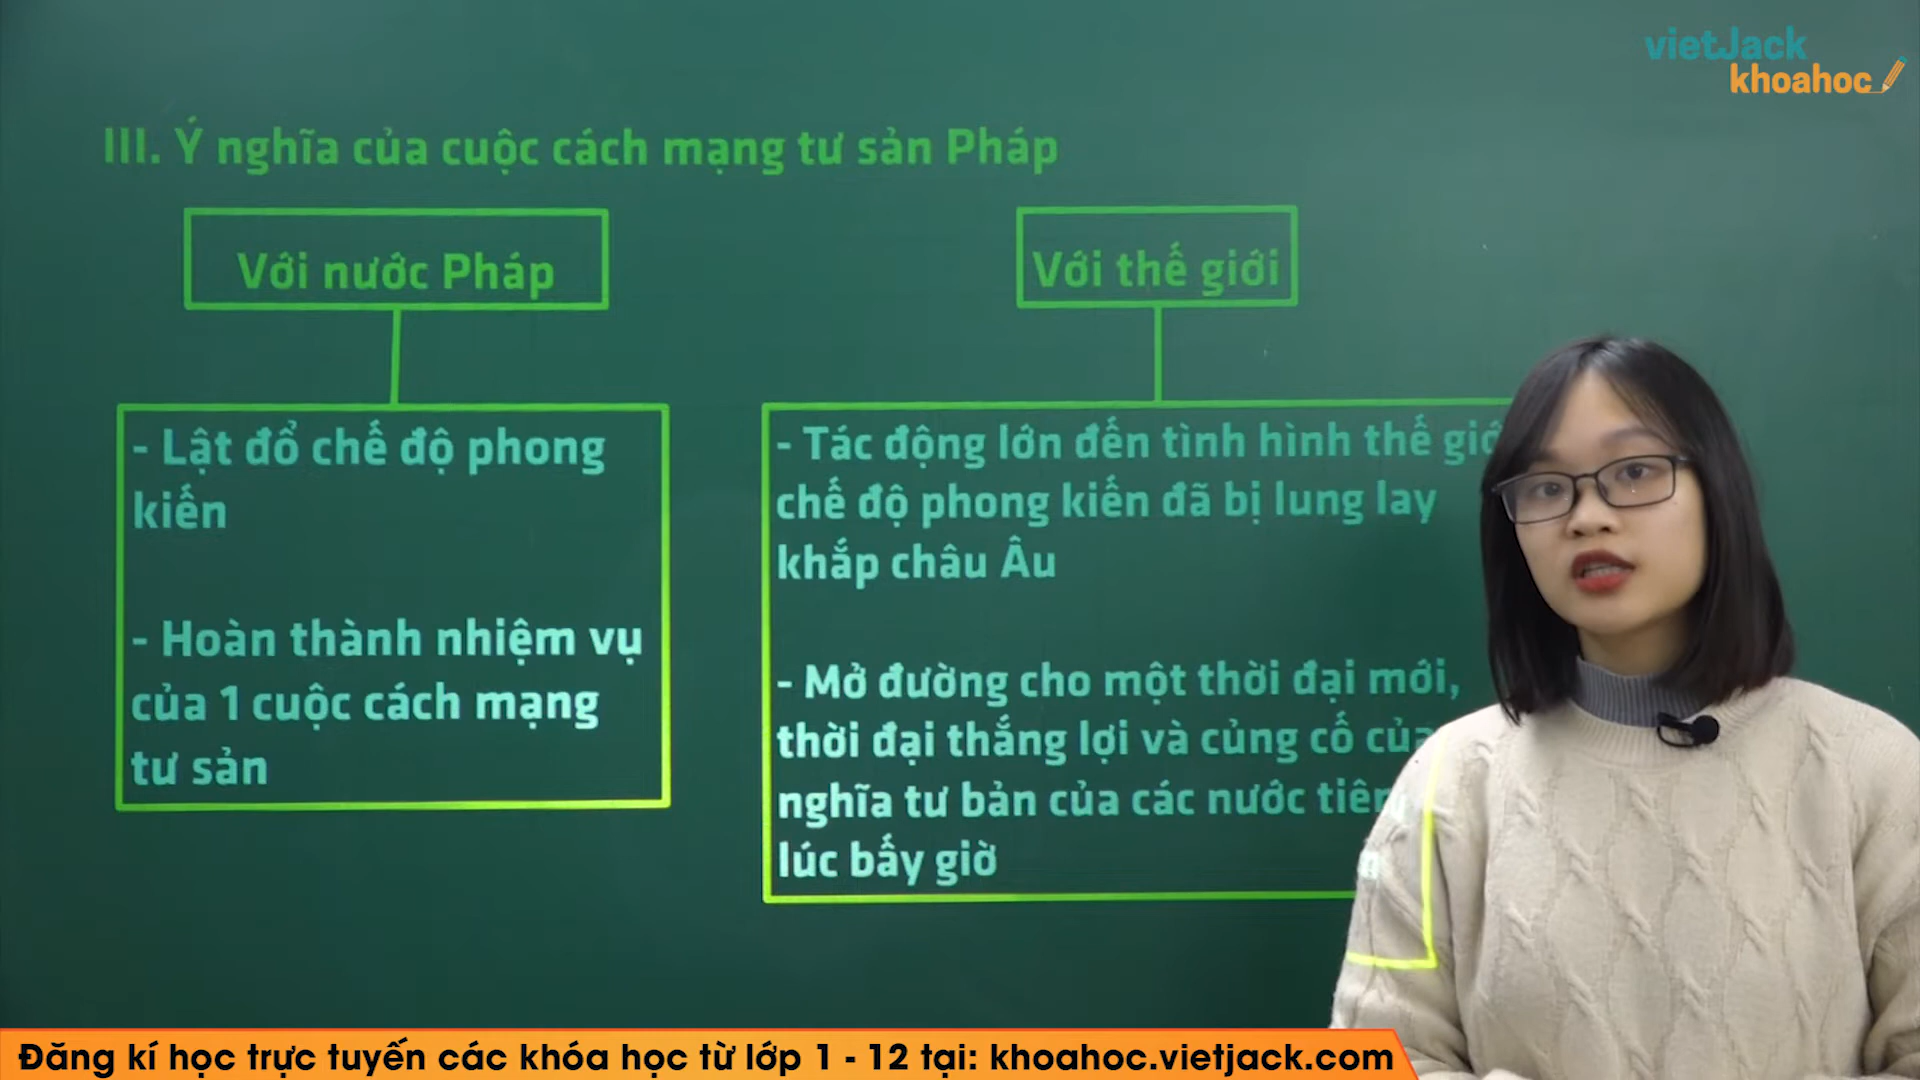 vietJack
khoahoc
III. Ý nghĩa của cuộc cách mạng tư sản Pháp
Với nước Pháp
- Lật đổ chế độ phong
kiến
- Hoàn thành nhiệm vụ
của 1 cuộc cách mạng
tư sản
Với thế giới
- Tác động lớn đến tình hình thế
chế độ phong kiến đã bị lung lay
khắp châu Âu
- Mở đường cho một thời đại mới,
thời đại thắng lợi và củng cố của
nghĩa tư bản của các nước
lúc bấy giờ
Đăng kí học trực tuyến các khóa học từ lớp 1 - 12 tại: khoahoc.vietjack.com